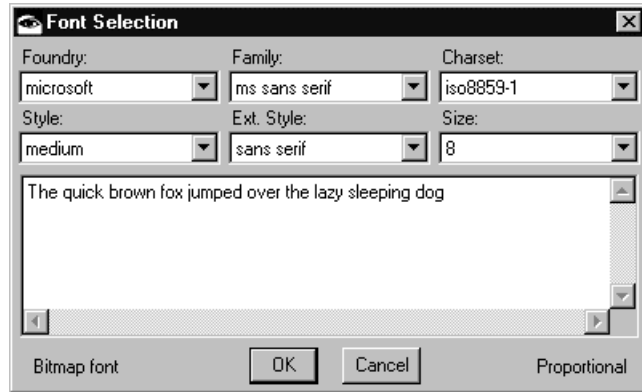 Font Selection
Foundry: Family: Charset:
microsoft ms sans serif iso8859-1
Style: Ext. Style: Size:
medium sans serif 8
The quick brown fox jumped over the lazy sleeping dog
Bitmap font OK Cancel Proportional